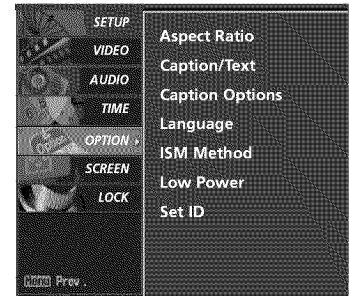 SETUP
VIDEO
AUDIO
TIME
OPTION
SCREEN
LOCK
Aspect Ratio
Caption/Text
Caption Options
Language
ISM Method
Low Power
Set ID
Menu Prev.